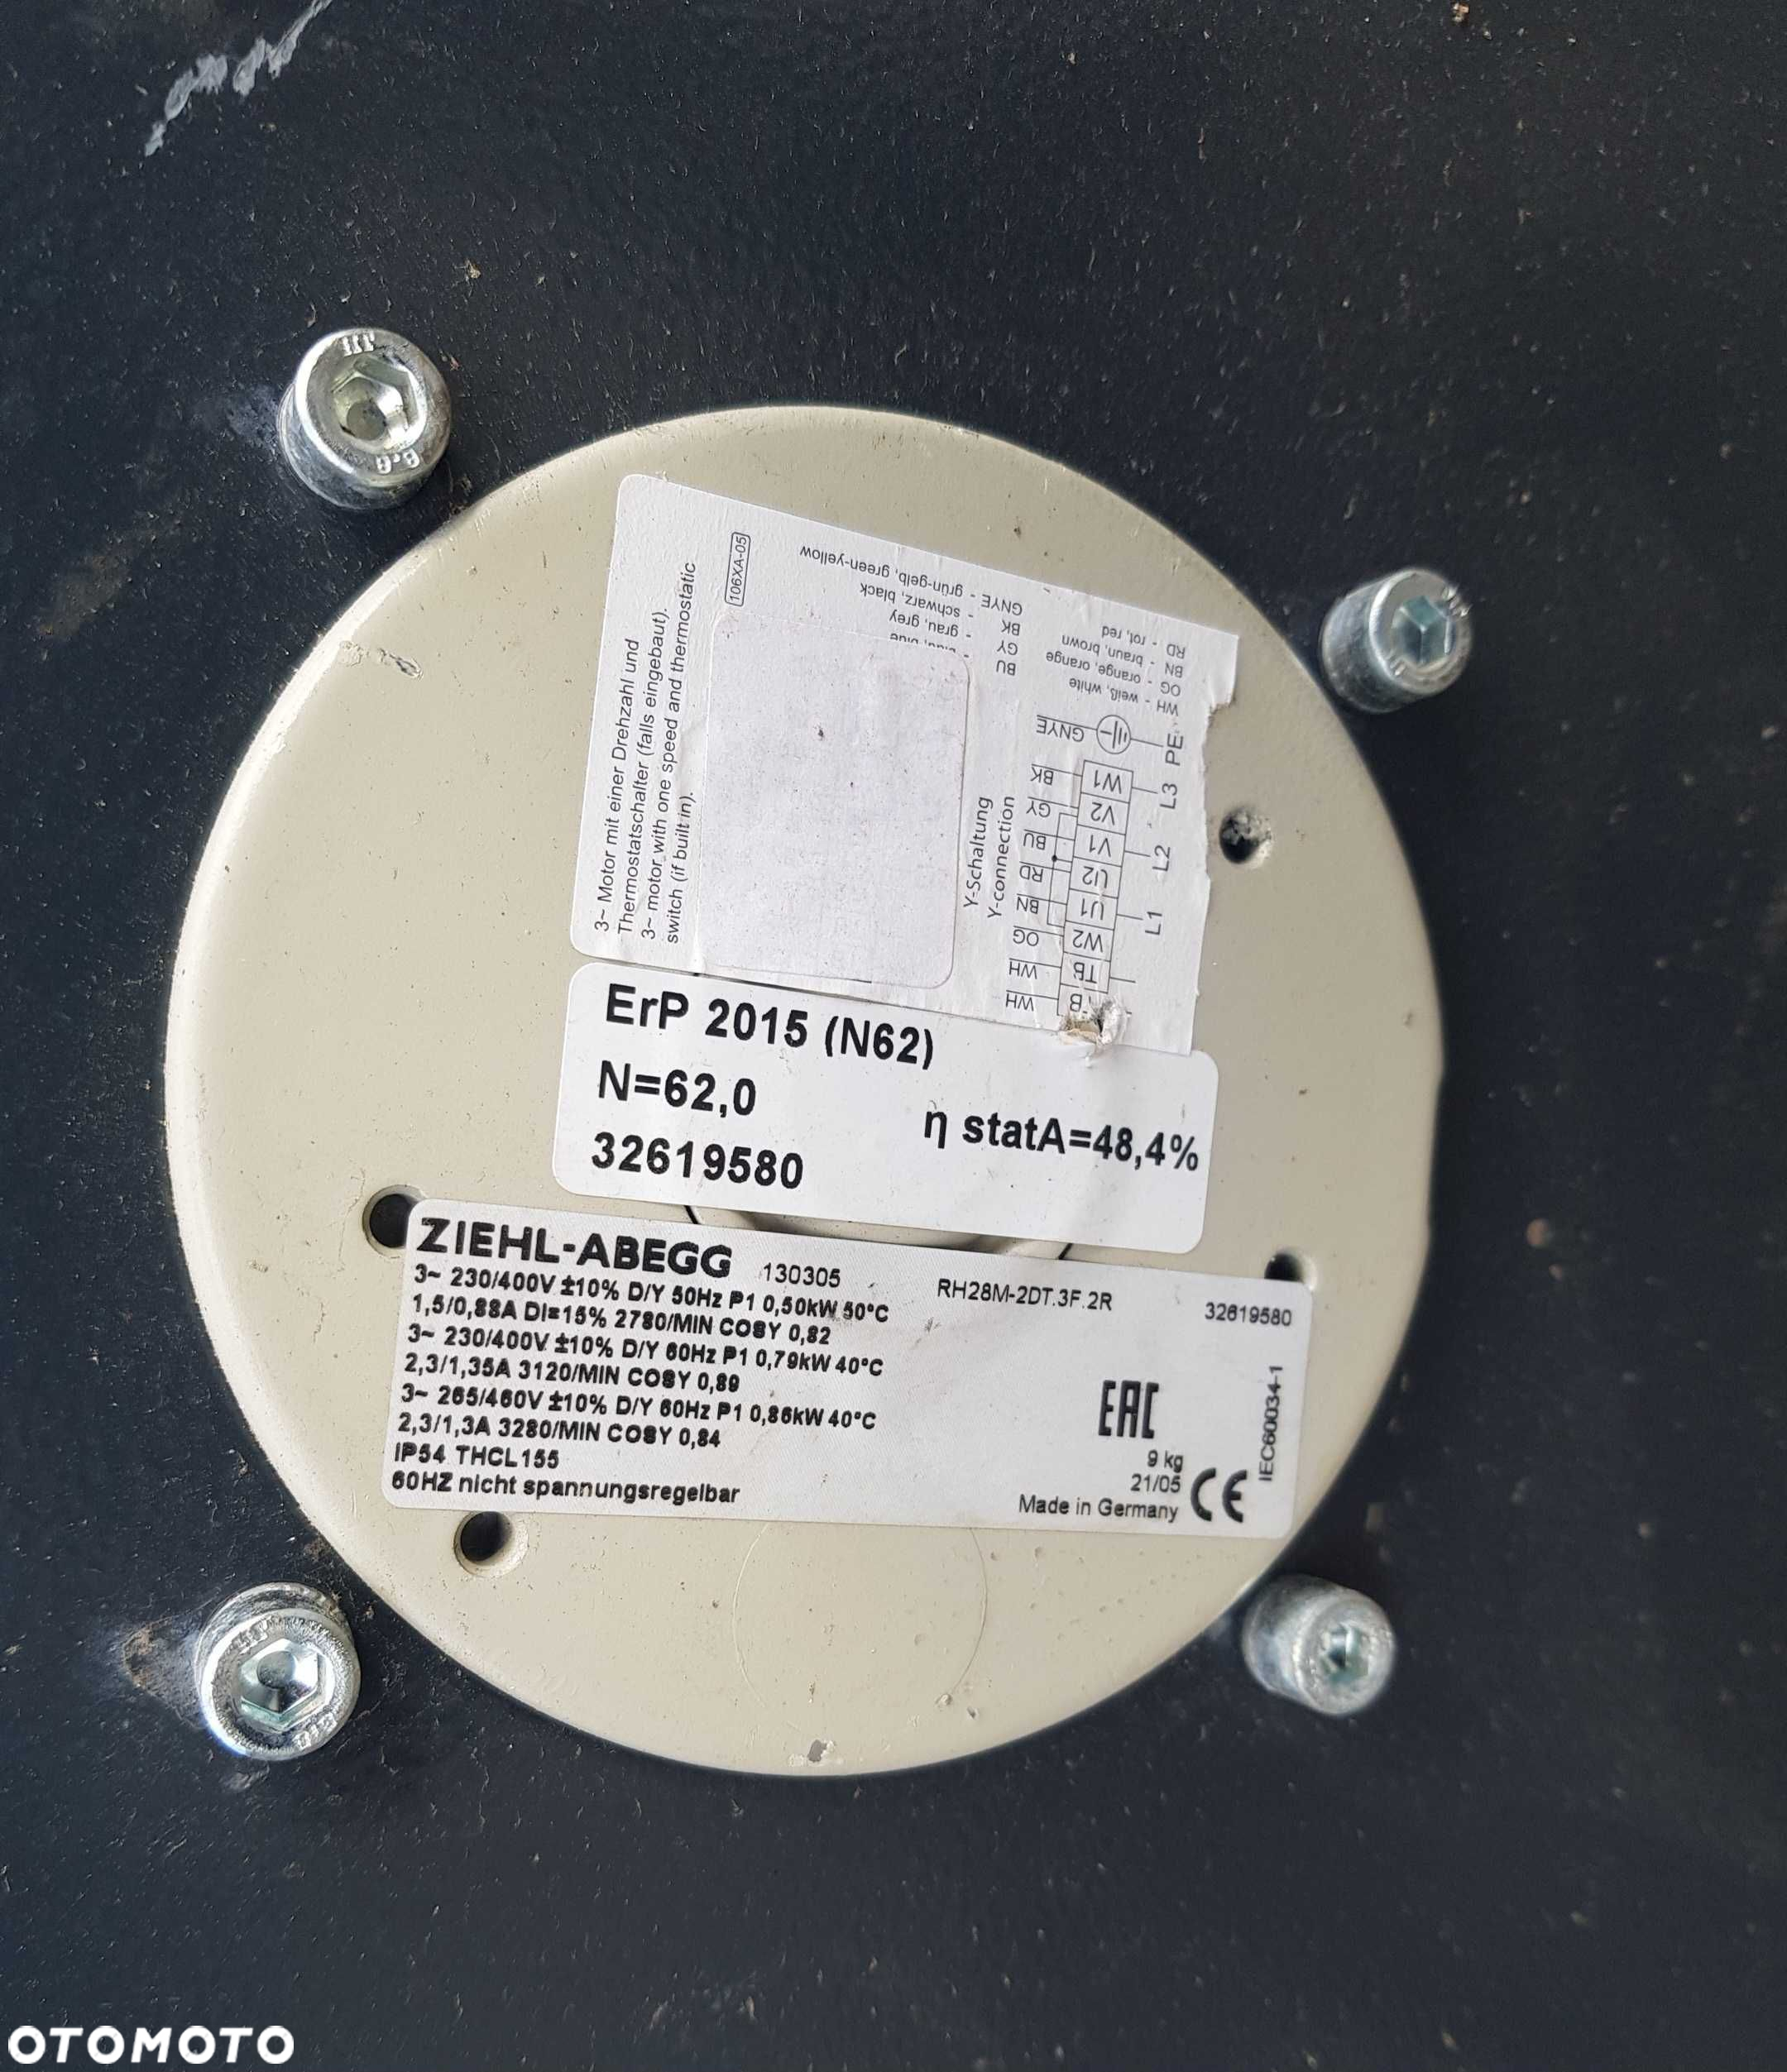 3~ Motor mit einer Drehzahl und
Thermostatschalter (falls eingebaut).
3~ motor with one speed and thermostatic
switch (if built in).
106XA-05
GNYE - grün-gelb, green-yellow
BK - schwarz, black
GY - grau, grey
BU - blau, blue
RD - rot, red
BN - braun, brown
OG - orange, orange
WH - weiß, white
Y-Schaltung
Y-connection
GNYE PE
BK W1 L3
GY V2
BU V1 L2
RD U2
BN U1 L1
OG W2
WH TB
WH B
ErP 2015 (N62)
N=62,0
η statA=48,4%
32619580
ZIEHL-ABEGG 130305 RH28M-2DT.3F.2R 32619580
3~ 230/400V ±10% D/Y 50Hz P1 0,50kW 50°C
1,5/0,88A DI=15% 2780/MIN COSY 0,82
3~ 230/400V ±10% D/Y 60Hz P1 0,79kW 40°C
2,3/1,35A 3120/MIN COSY 0,89
3~ 265/460V ±10% D/Y 60Hz P1 0,86kW 40°C
2,3/1,3A 3280/MIN COSY 0,84
IP54 THCL155
60HZ nicht spannungsregelbar
EAC
9 kg
21/05
Made in Germany
CE
IEC60034-1
8.8
OTOMOTO